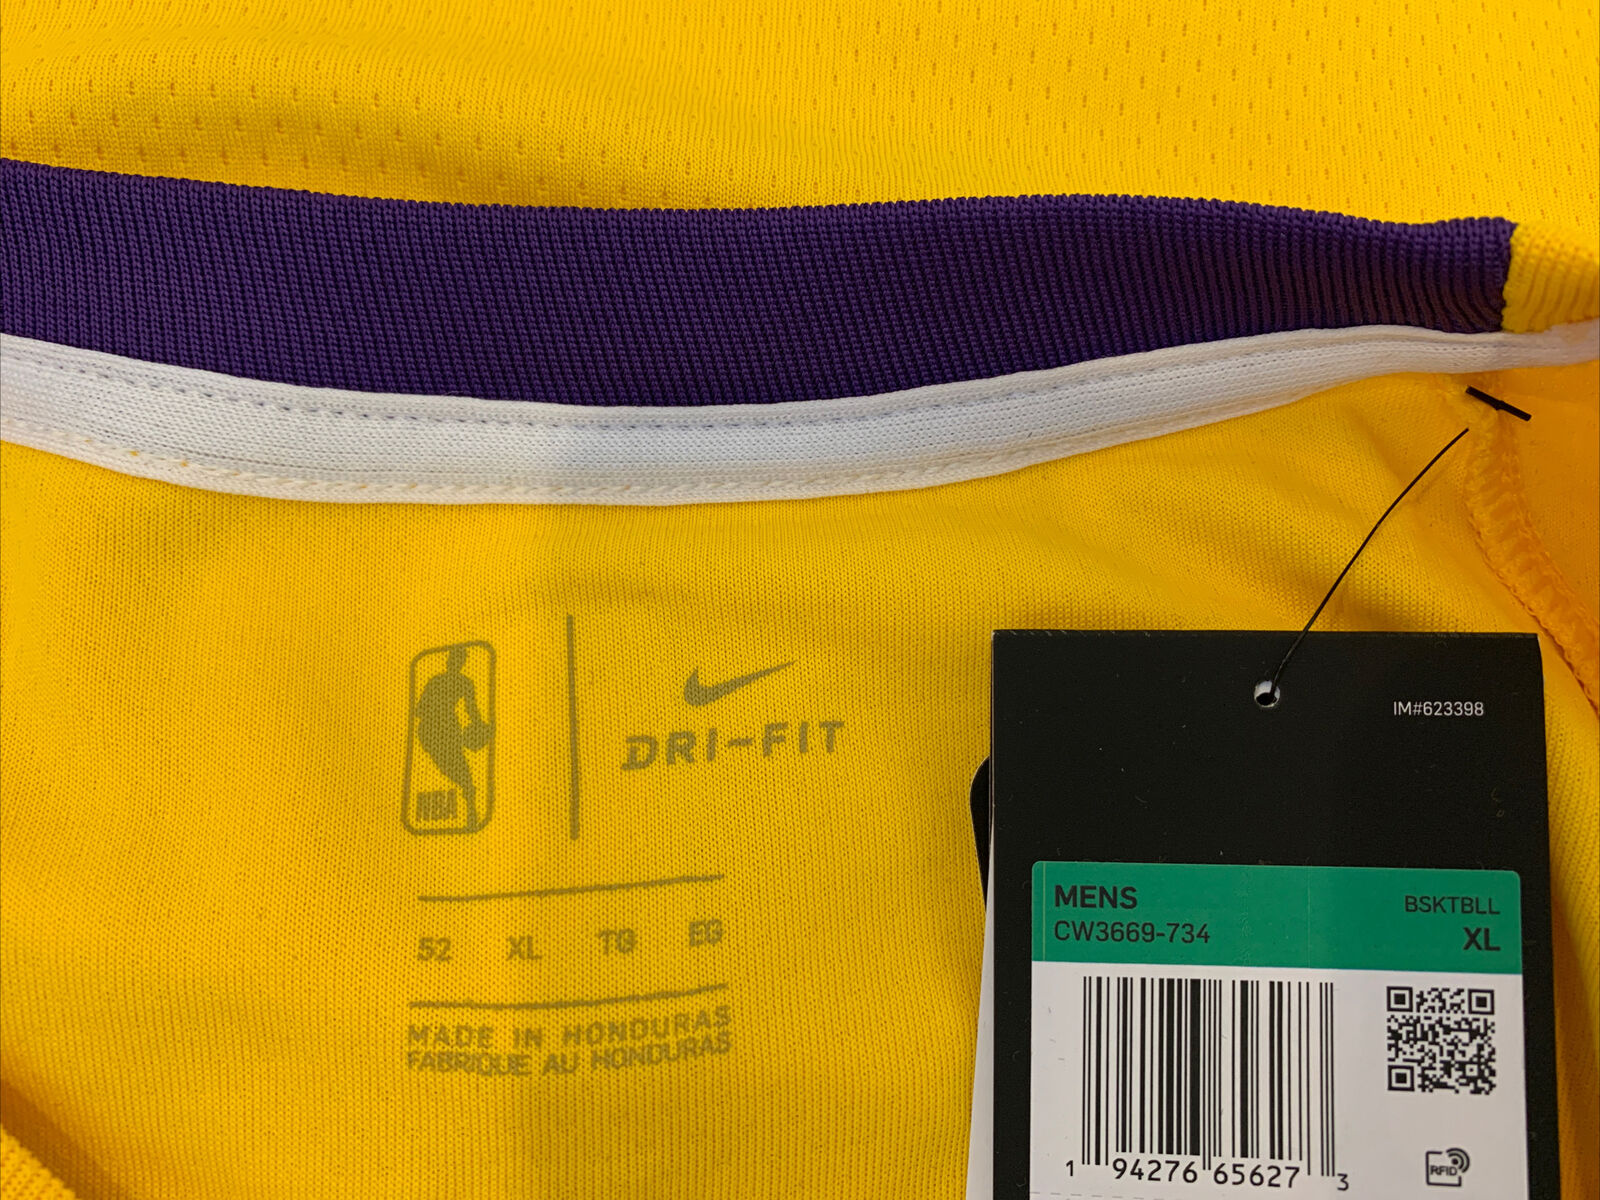 NBA
DRI-FIT
52 XL TG EG
MADE IN HONDURAS
FABRIQUE AU HONDURAS
IM#623398
MENS
BSKTBLL
CW3669-734
XL
1 94276 65627 3
RFID